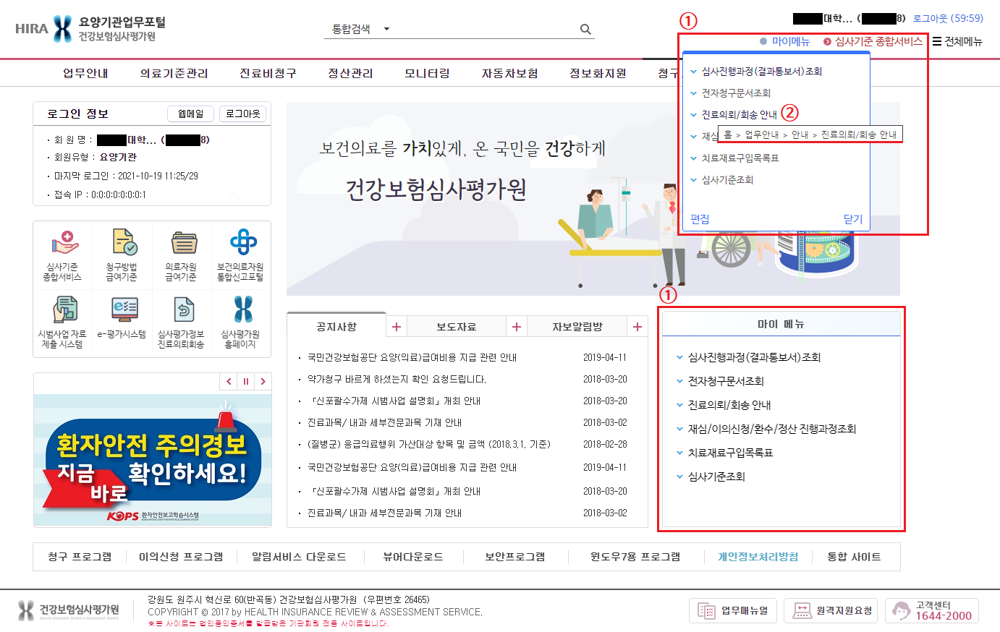 HIRA 요양기관업무포털
건강보험심사평가원
통합검색
①
대학... ( 8) 로그아웃 (59:59)
마이메뉴 심사기준 종합서비스 전체메뉴
업무안내 의료기준관리 진료비청구 정산관리 모니터링 자동차보험 정보화지원 청구
심사진행과정(결과통보서)조회
전자청구문서조회
진료의뢰/회송 안내 ②
재심
홈 > 업무안내 > 안내 > 진료의뢰/회송 안내
치료재료구입목록표
심사기준조회
편집 닫기
로그인 정보 웹메일 로그아웃
· 회 원 명 : 대학... ( 8)
· 회원유형 : 요양기관
· 마지막 로그인 : 2021-10-19 11:25/29
· 접속 IP : 0:0:0:0:0:0:0:1
보건의료를 가치있게, 온 국민을 건강하게
건강보험심사평가원
심사기준
종합서비스
청구방법
급여기준
의료자원
급여기준
보건의료자원
통합신고포털
시범사업 자료
제출 시스템
e-평가시스템
심사평가정보
진료의뢰회송
심사평가원
홈페이지
①
공지사항 + 보도자료 + 자보알림방 +
· 국민건강보험공단 요양(의료)급여비용 지급 관련 안내 2019-04-11
· 약가청구 바르게 하셨는지 확인 요청드립니다. 2018-03-20
· 「신포괄수가제 시범사업 설명회」 개최 안내 2018-03-20
· 진료과목/ 내과 세부전문과목 기재 안내 2018-03-02
· (질병군) 응급의료행위 가산대상 항목 및 금액 (2018.3.1. 기준) 2018-02-28
· 국민건강보험공단 요양(의료)급여비용 지급 관련 안내 2019-04-11
· 「신포괄수가제 시범사업 설명회」 개최 안내 2018-03-20
· 진료과목/ 내과 세부전문과목 기재 안내 2018-03-02
마이 메뉴
심사진행과정(결과통보서)조회
전자청구문서조회
진료의뢰/회송 안내
재심/이의신청/환수/정산 진행과정조회
치료재료구입목록표
심사기준조회
환자안전 주의경보
지금 확인하세요!
바로
KOPS 환자안전보고학습시스템
청구 프로그램 이의신청 프로그램 알림서비스 다운로드 뷰어다운로드 보안프로그램 윈도우7용 프로그램 개인정보처리방침 통합 사이트
건강보험심사평가원
HEALTH INSURANCE REVIEW & ASSESSMENT SERVICE
강원도 원주시 혁신로 60(반곡동) 건강보험심사평가원 (우편번호 26465)
COPYRIGHT © 2017 by HEALTH INSURANCE REVIEW & ASSESSMENT SERVICE.
※본 사이트는 법인용인증서를 발급받은 기관회원 전용 사이트입니다.
업무매뉴얼 원격지원요청 고객센터
1644-2000